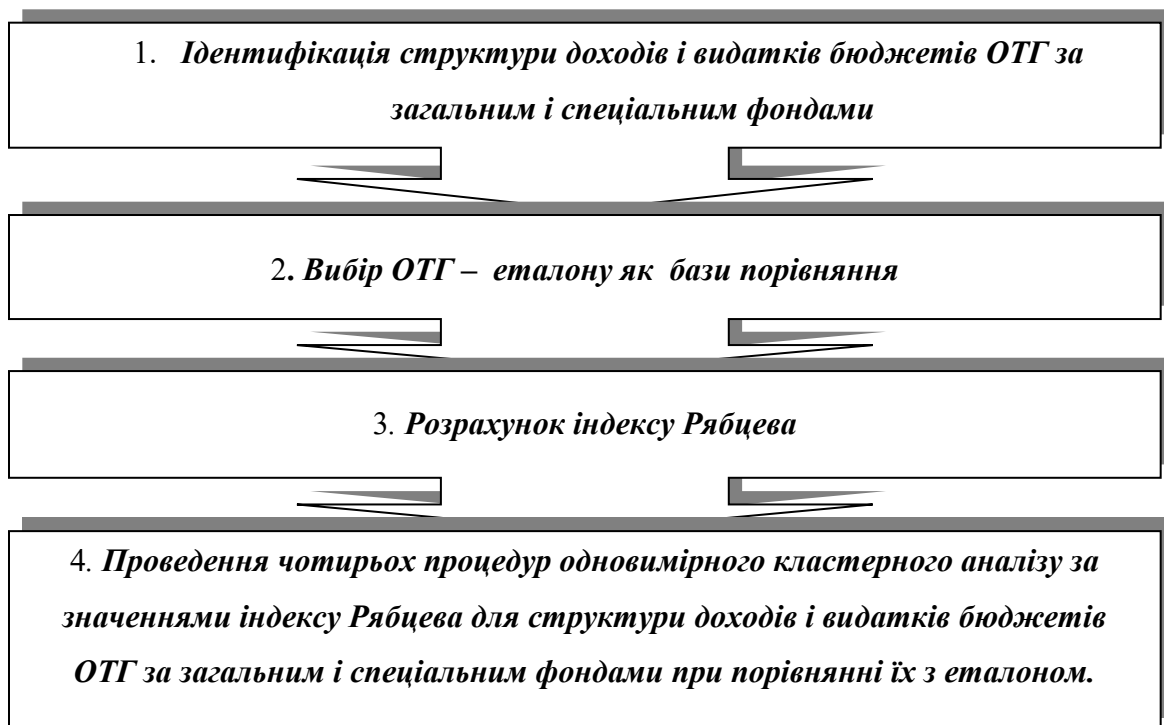 1. Ідентифікація структури доходів і видатків бюджетів ОТГ за
загальним і спеціальним фондами
2. Вибір ОТГ – еталону як бази порівняння
3. Розрахунок індексу Рябцева
4. Проведення чотирьох процедур одновимірного кластерного аналізу за
значеннями індексу Рябцева для структури доходів і видатків бюджетів
ОТГ за загальним і спеціальним фондами при порівнянні їх з еталоном.